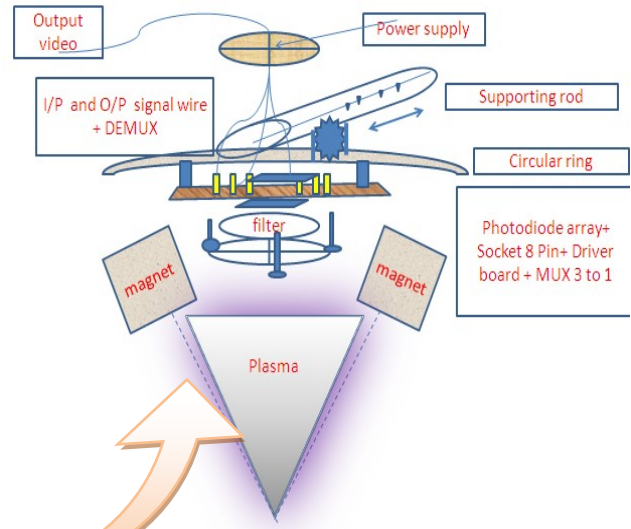 Output
video
Power supply
I/P and O/P signal wire
+ DEMUX
Supporting rod
Circular ring
filter
Photodiode array+
Socket 8 Pin+ Driver
board + MUX 3 to 1
magnet
magnet
Plasma